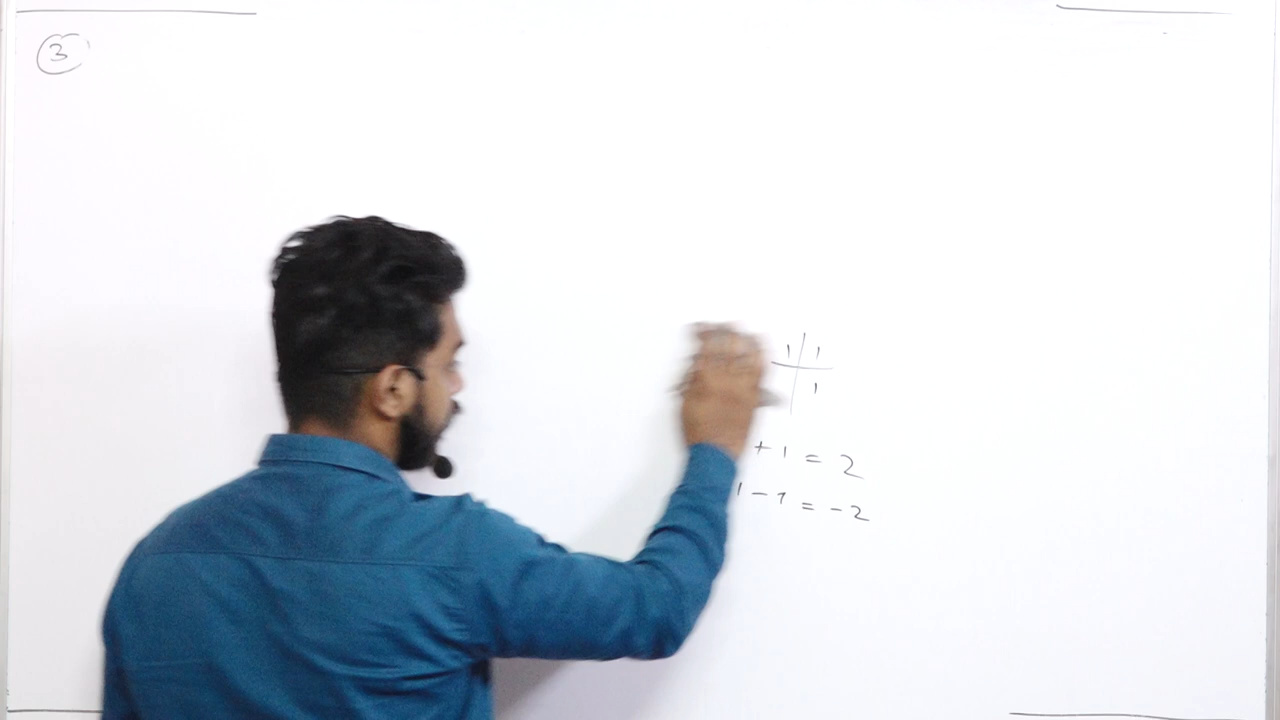 3
1 1
1
+ 1 = 2
1 - 1 = - 2